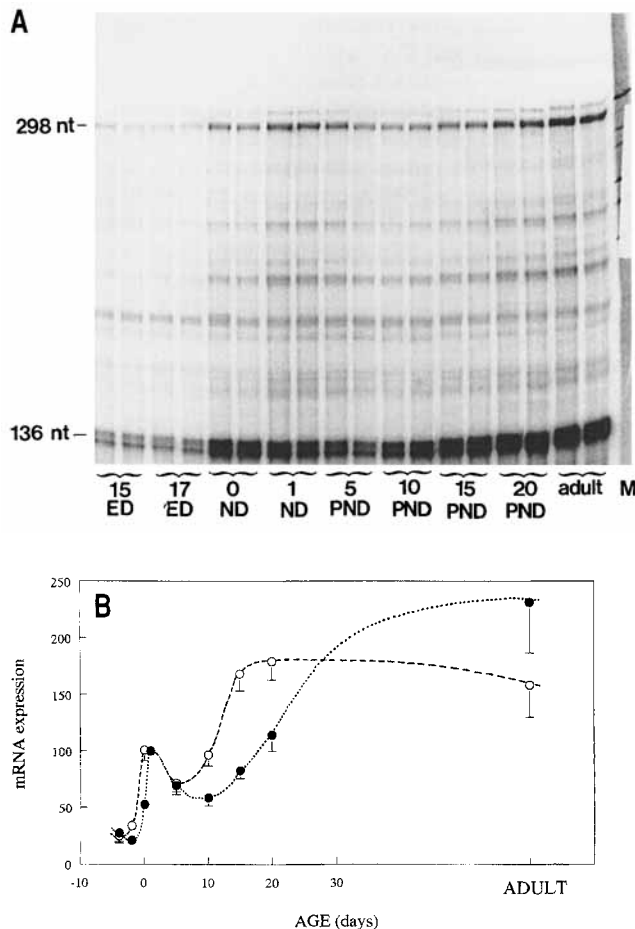 A
298 nt
136 nt
15 17 0 1 5 10 15 20 adult M
ED ED ND ND PND PND PND PND
B
250
200
150
100
50
0
mRNA expression
-10 0 10 20 30 ADULT
AGE (days)